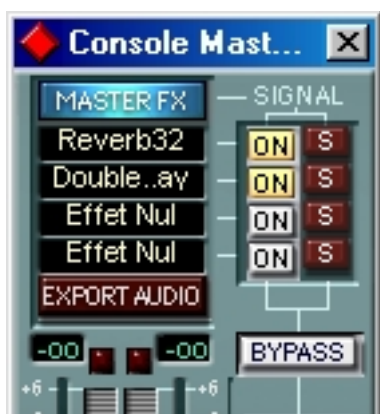 Console Mast...
MASTER FX SIGNAL
Reverb32 ON S
Double..ay ON S
Effet Nul ON S
Effet Nul ON S
EXPORT AUDIO
-00 -00 BYPASS
+6 +6